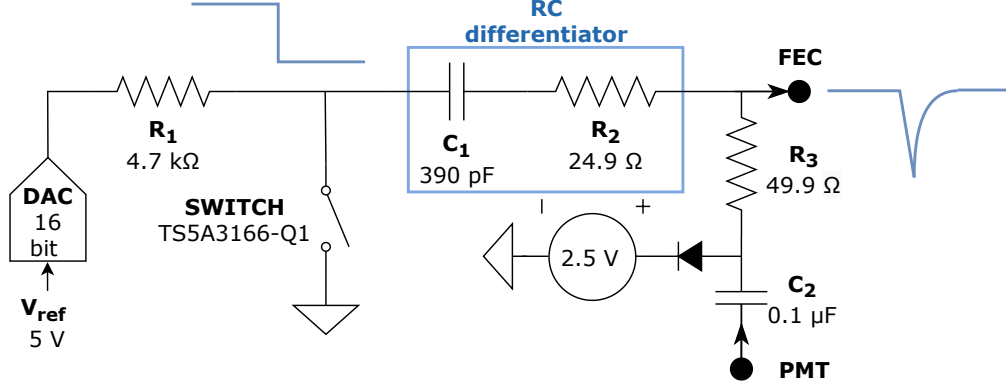 RC
differentiator
FEC
R1
4.7 kΩ
C1
390 pF
R2
24.9 Ω
R3
49.9 Ω
DAC
16
bit
SWITCH
TS5A3166-Q1
- +
2.5 V
Vref
5 V
C2
0.1 µF
PMT